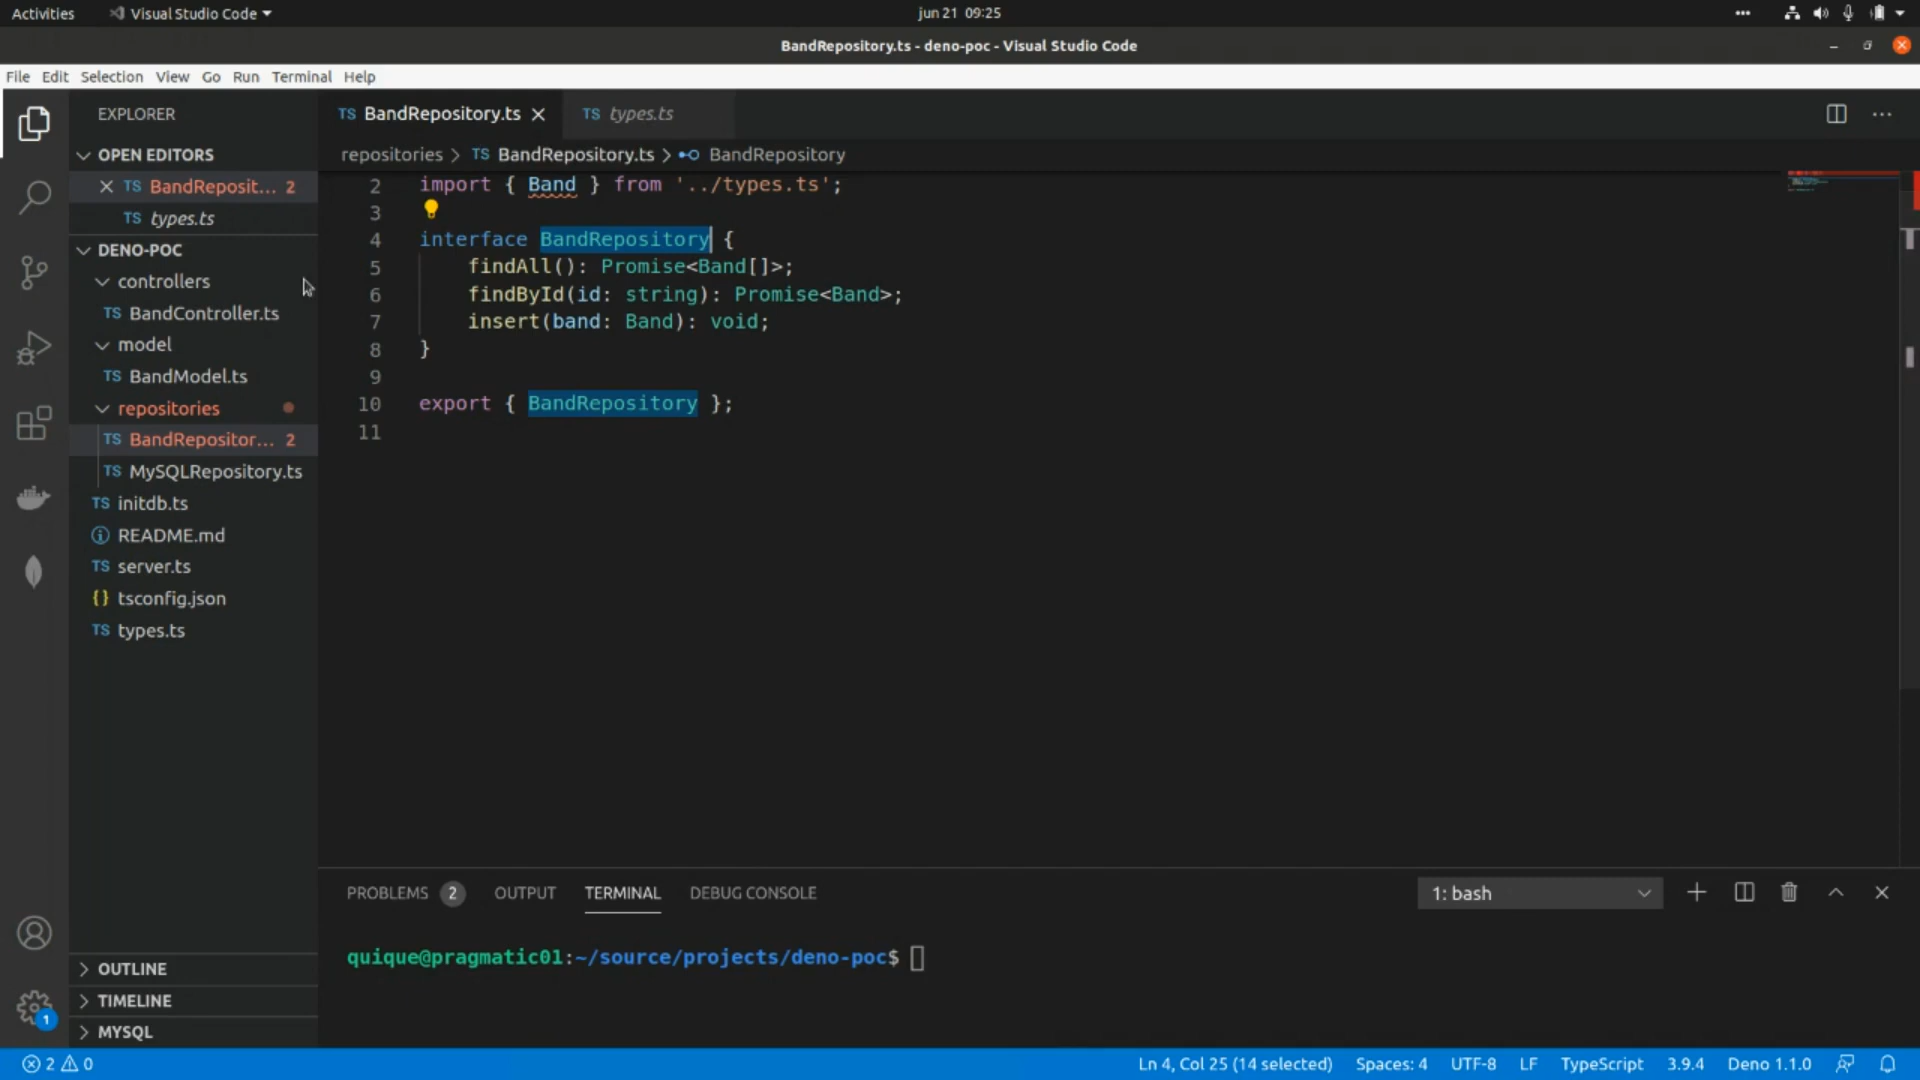 Activities
Visual Studio Code
jun 21 09:25
BandRepository.ts - deno-poc - Visual Studio Code
File Edit Selection View Go Run Terminal Help
EXPLORER
OPEN EDITORS
TS BandReposit... 2
TS types.ts
DENO-POC
controllers
TS BandController.ts
model
TS BandModel.ts
repositories
TS BandRepositor... 2
TS MySQLRepository.ts
TS initdb.ts
README.md
TS server.ts
{} tsconfig.json
TS types.ts
OUTLINE
TIMELINE
MYSQL
1
TS BandRepository.ts
TS types.ts
repositories > TS BandRepository.ts > BandRepository
2 import { Band } from '../types.ts';
3
4 interface BandRepository {
5 findAll(): Promise<Band[]>;
6 findById(id: string): Promise<Band>;
7 insert(band: Band): void;
8 }
9
10 export { BandRepository };
11
PROBLEMS 2 OUTPUT TERMINAL DEBUG CONSOLE
1: bash
quique@pragmatic01:~/source/projects/deno-poc$
2 0
Ln 4, Col 25 (14 selected) Spaces: 4 UTF-8 LF TypeScript 3.9.4 Deno 1.1.0